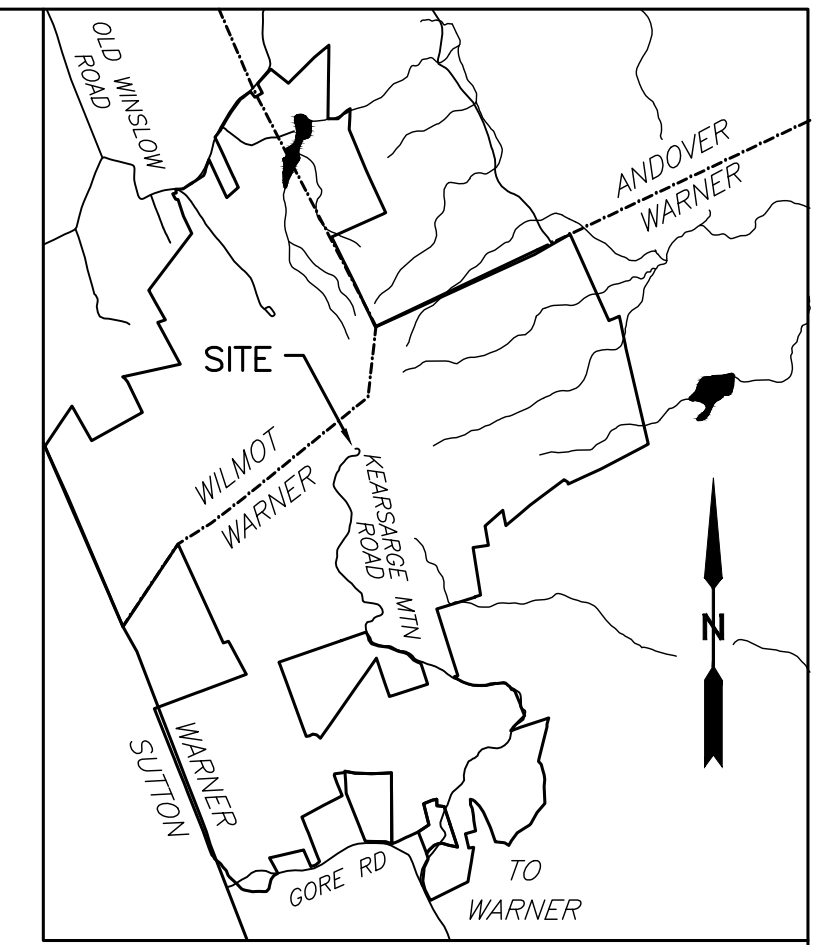 OLD WINSLOW
ROAD
ANDOVER
WARNER
SITE
WILMOT
WARNER
KEARSARGE MTN
ROAD
N
WARNER
SUTTON
GORE RD
TO
WARNER